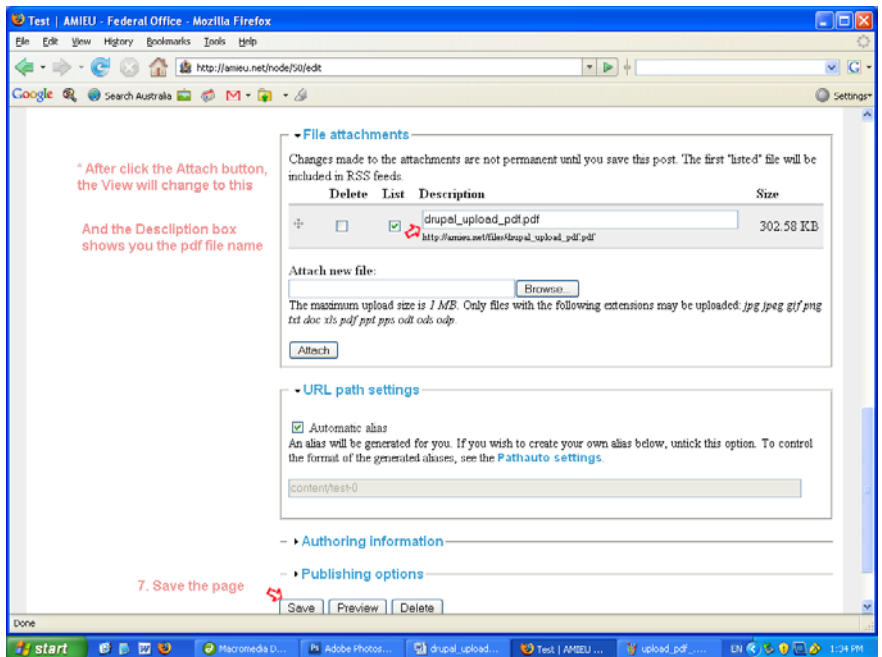 Test | AMIEU - Federal Office - Mozilla Firefox
File Edit View History Bookmarks Tools Help
http://amieu.net/node/50/edit
G
Google Search Australia Settings
File attachments
Changes made to the attachments are not permanent until you save this post. The first "listed" file will be
included in RSS feeds.
* After click the Attach button,
the View will change to this
Delete List Description Size
And the Descliption box
shows you the pdf file name
drupal_upload_pdf.pdf
302.58 KB
http://amieu.net/files/drupal_upload_pdf.pdf
Attach new file:
Browse...
The maximum upload size is 1 MB. Only files with the following extensions may be uploaded: jpg jpeg gif png
txt doc xls pdf ppt pps odt ods odp.
Attach
URL path settings
Automatic alias
An alias will be generated for you. If you wish to create your own alias below, untick this option. To control
the format of the generated aliases, see the Pathauto settings.
content/test-0
Authoring information
Publishing options
7. Save the page
Save Preview Delete
Done
start Macromedia D... Adobe Photos... drupal_upload... Test | AMIEU ... upload_pdf_.... EN 1:34 PM